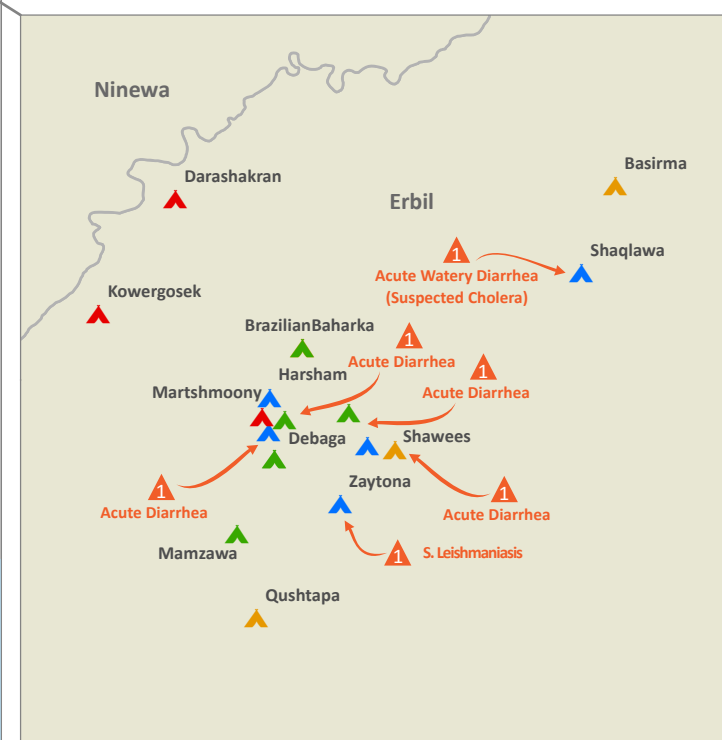 Ninewa
Basirma
Darashakran
Erbil
1
Shaqlawa
Acute Watery Diarrhea
(Suspected Cholera)
Kowergosek
BrazilianBaharka
1
Acute Diarrhea
1
Harsham
Acute Diarrhea
Martshmoony
Debaga
Shawees
Zaytona
1
Acute Diarrhea
1
Acute Diarrhea
Mamzawa
1
S. Leishmaniasis
Qushtapa